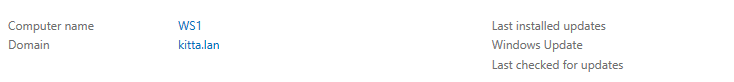 Computer name WS1 Last installed updates
Domain kitta.lan Windows Update
Last checked for updates